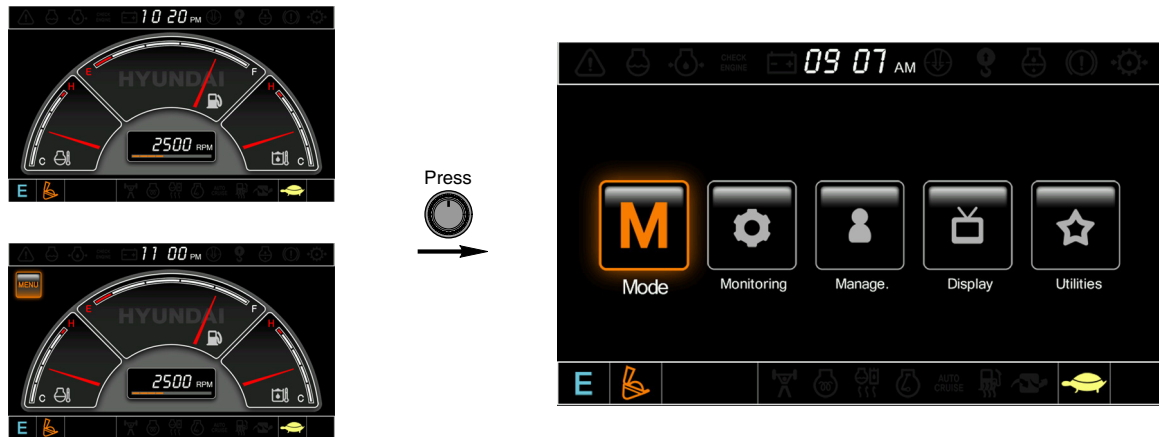 10 20 PM
E
F
HYUNDAI
H
H
2500 RPM
C
C
E
11 00 PM
MENU
E
F
HYUNDAI
H
H
2500 RPM
C
C
E
Press
CHECK
ENGINE
09 07 AM
M
Mode
Monitoring
Manage.
Display
Utilities
E
AUTO
CRUISE